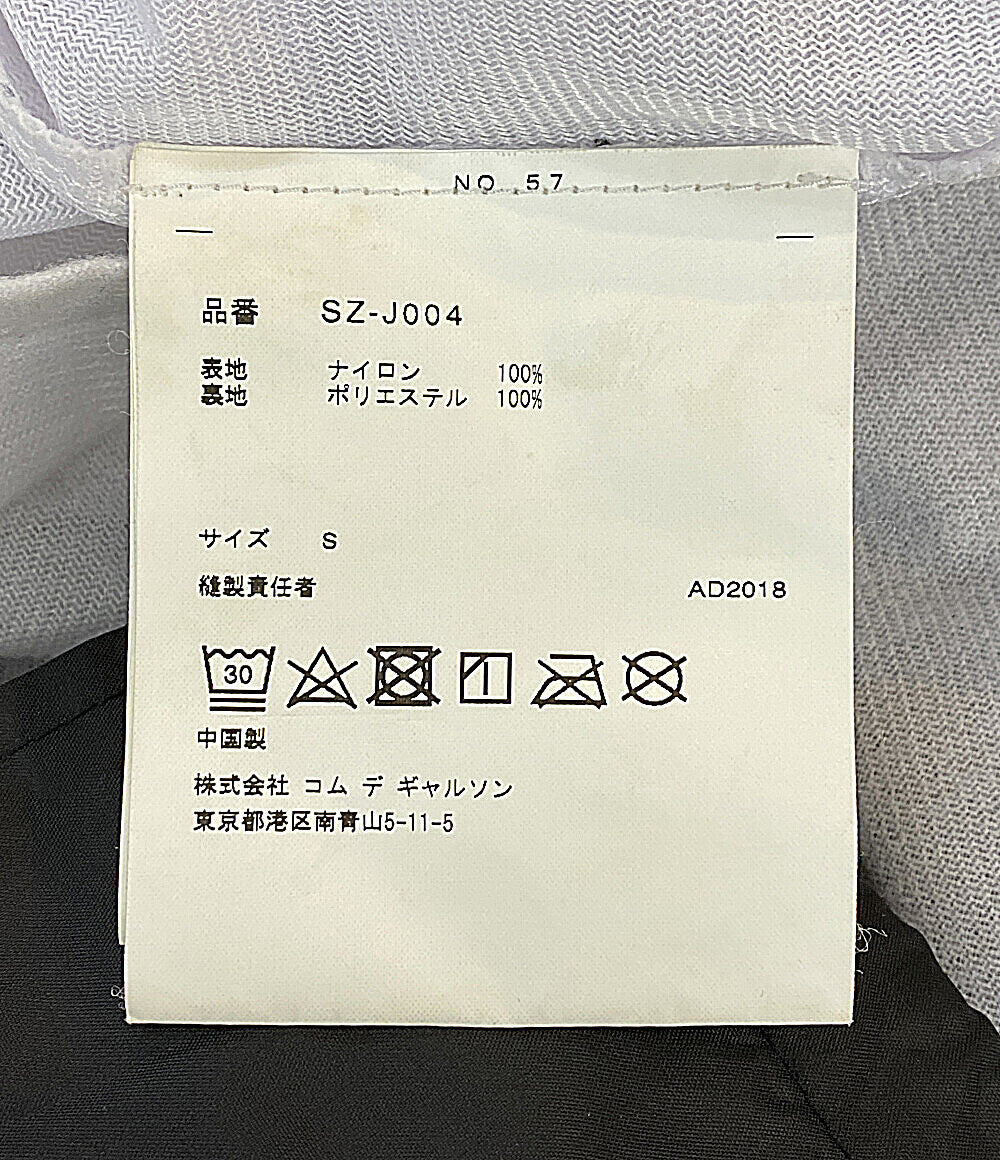 NO 57
品番 SZ-J004
表地 ナイロン 100%
裏地 ポリエステル 100%
サイズ S
縫製責任者 AD2018
30
中国製
株式会社 コム デ ギャルソン
東京都港区南青山5-11-5